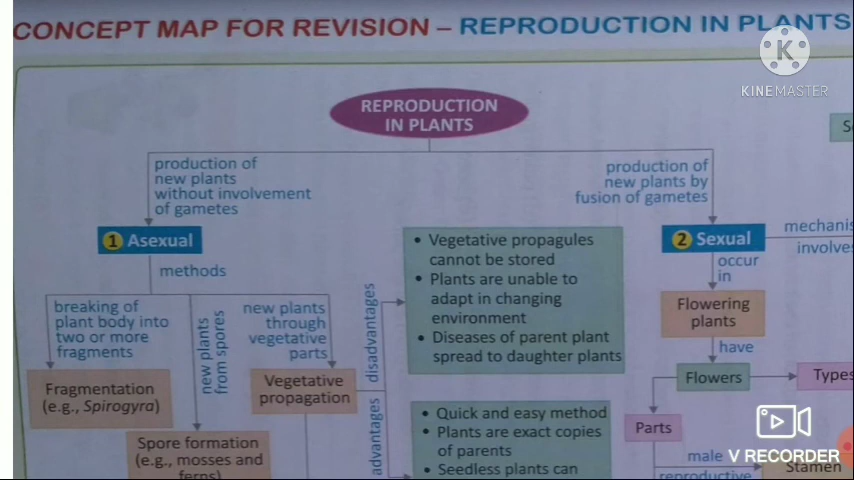 CONCEPT MAP FOR REVISION – REPRODUCTION IN PLANTS
KINEMASTER
REPRODUCTION
IN PLANTS
production of
new plants
without involvement
of gametes
production of
new plants by
fusion of gametes
1 Asexual
2 Sexual
mechanis
involves
methods
occur
in
breaking of
plant body into
two or more
fragments
new plants
from spores
new plants
through
vegetative
parts
disadvantages
• Vegetative propagules
cannot be stored
• Plants are unable to
adapt in changing
environment
• Diseases of parent plant
spread to daughter plants
Flowering
plants
have
Flowers
Types
Fragmentation
(e.g., Spirogyra)
Vegetative
propagation
Spore formation
(e.g., mosses and
ferns)
advantages
• Quick and easy method
• Plants are exact copies
of parents
• Seedless plants can
Parts
male
reproductive
Stamen
V RECORDER